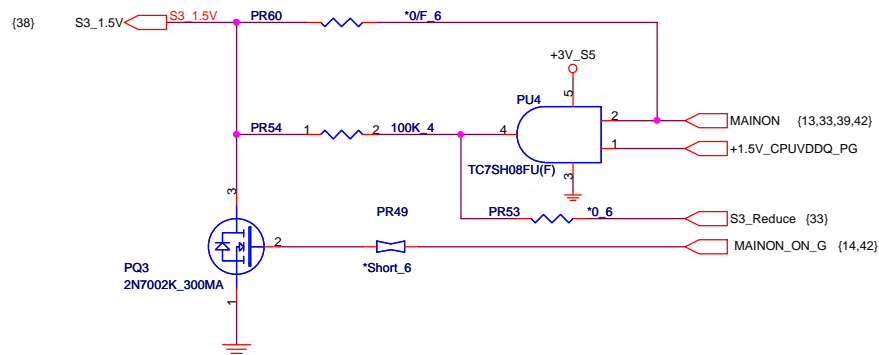 {38} S3_1.5V S3_1.5V PR60 *0/F_6
+3V_S5
5
PU4
2 MAINON {13,33,39,42}
PR54 1 2 100K_4 4
1 +1.5V_CPUVDDQ_PG
TC7SH08FU(F) 3
3
PR49 PR53 *0_6 S3_Reduce {33}
2 MAINON_ON_G {14,42}
PQ3 *Short_6
2N7002K_300MA
1